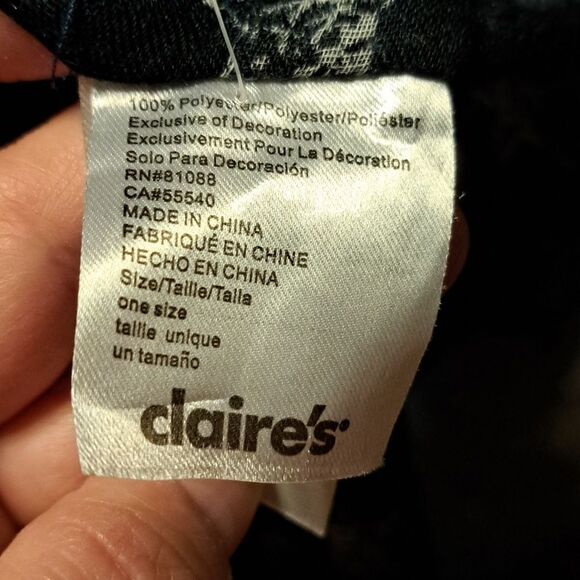 100% Polyester/Polyester/Poliéster
Exclusive of Decoration
Exclusivement Pour La Décoration
Solo Para Decoración
RN#81088
CA#55540
MADE IN CHINA
FABRIQUÉ EN CHINE
HECHO EN CHINA
Size/Taille/Talla
one size
taille unique
un tamaño
claire's